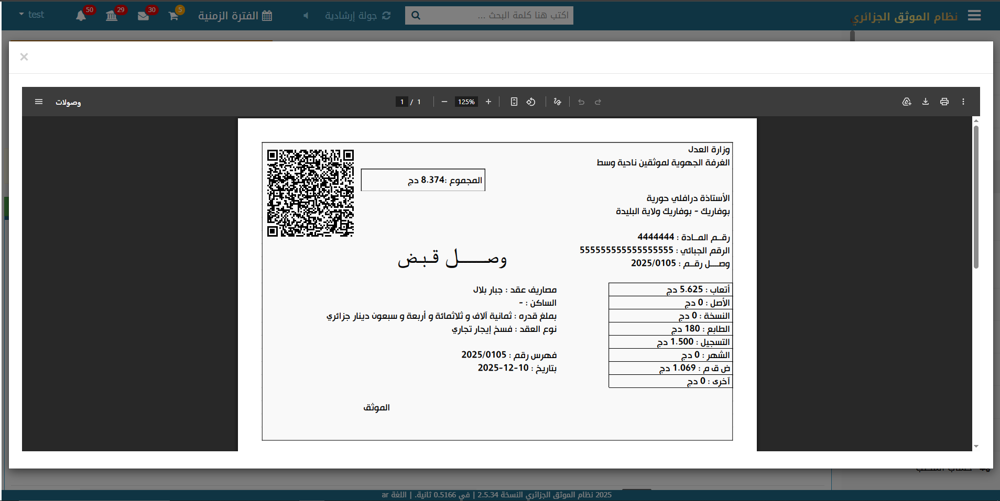 نظام الموثق الجزائري
اكتب هنا كلمة البحث ...
جولة إرشادية
الفترة الزمنية
5
30
29
50
test
×
وصولات
1 / 1
125%
وزارة العدل
الغرفة الجهوية لموثقين ناحية وسط
المجموع :8.374 دج
الأستاذة درافلي حورية
بوفاريك - بوفاريك ولاية البليدة
رقــم المــادة : 4444444
الرقم الجبائي : 555555555555555555
وصــل رقــم : 2025/0105
وصــــــل قـبـض
أتعاب : 5.625 دج
الأصل : 0 دج
النسخة : 0 دج
الطابع : 180 دج
التسجيل : 1.500 دج
الشهر : 0 دج
ض ق م : 1.069 دج
آخرى : 0 دج
مصاريف عقد : جبار بلال
الساكن : -
بملغ قدره : ثمانية آلاف و ثلاثمائة و أربعة و سبعون دينار جزائري
نوع العقد : فسخ إيجار تجاري
فهرس رقم : 2025/0105
بتاريخ : 10-12-2025
الموثق
2025 نظام الموثق الجزائري النسخة 2.5.34 | في 0.5166 ثانية. | اللغة ar